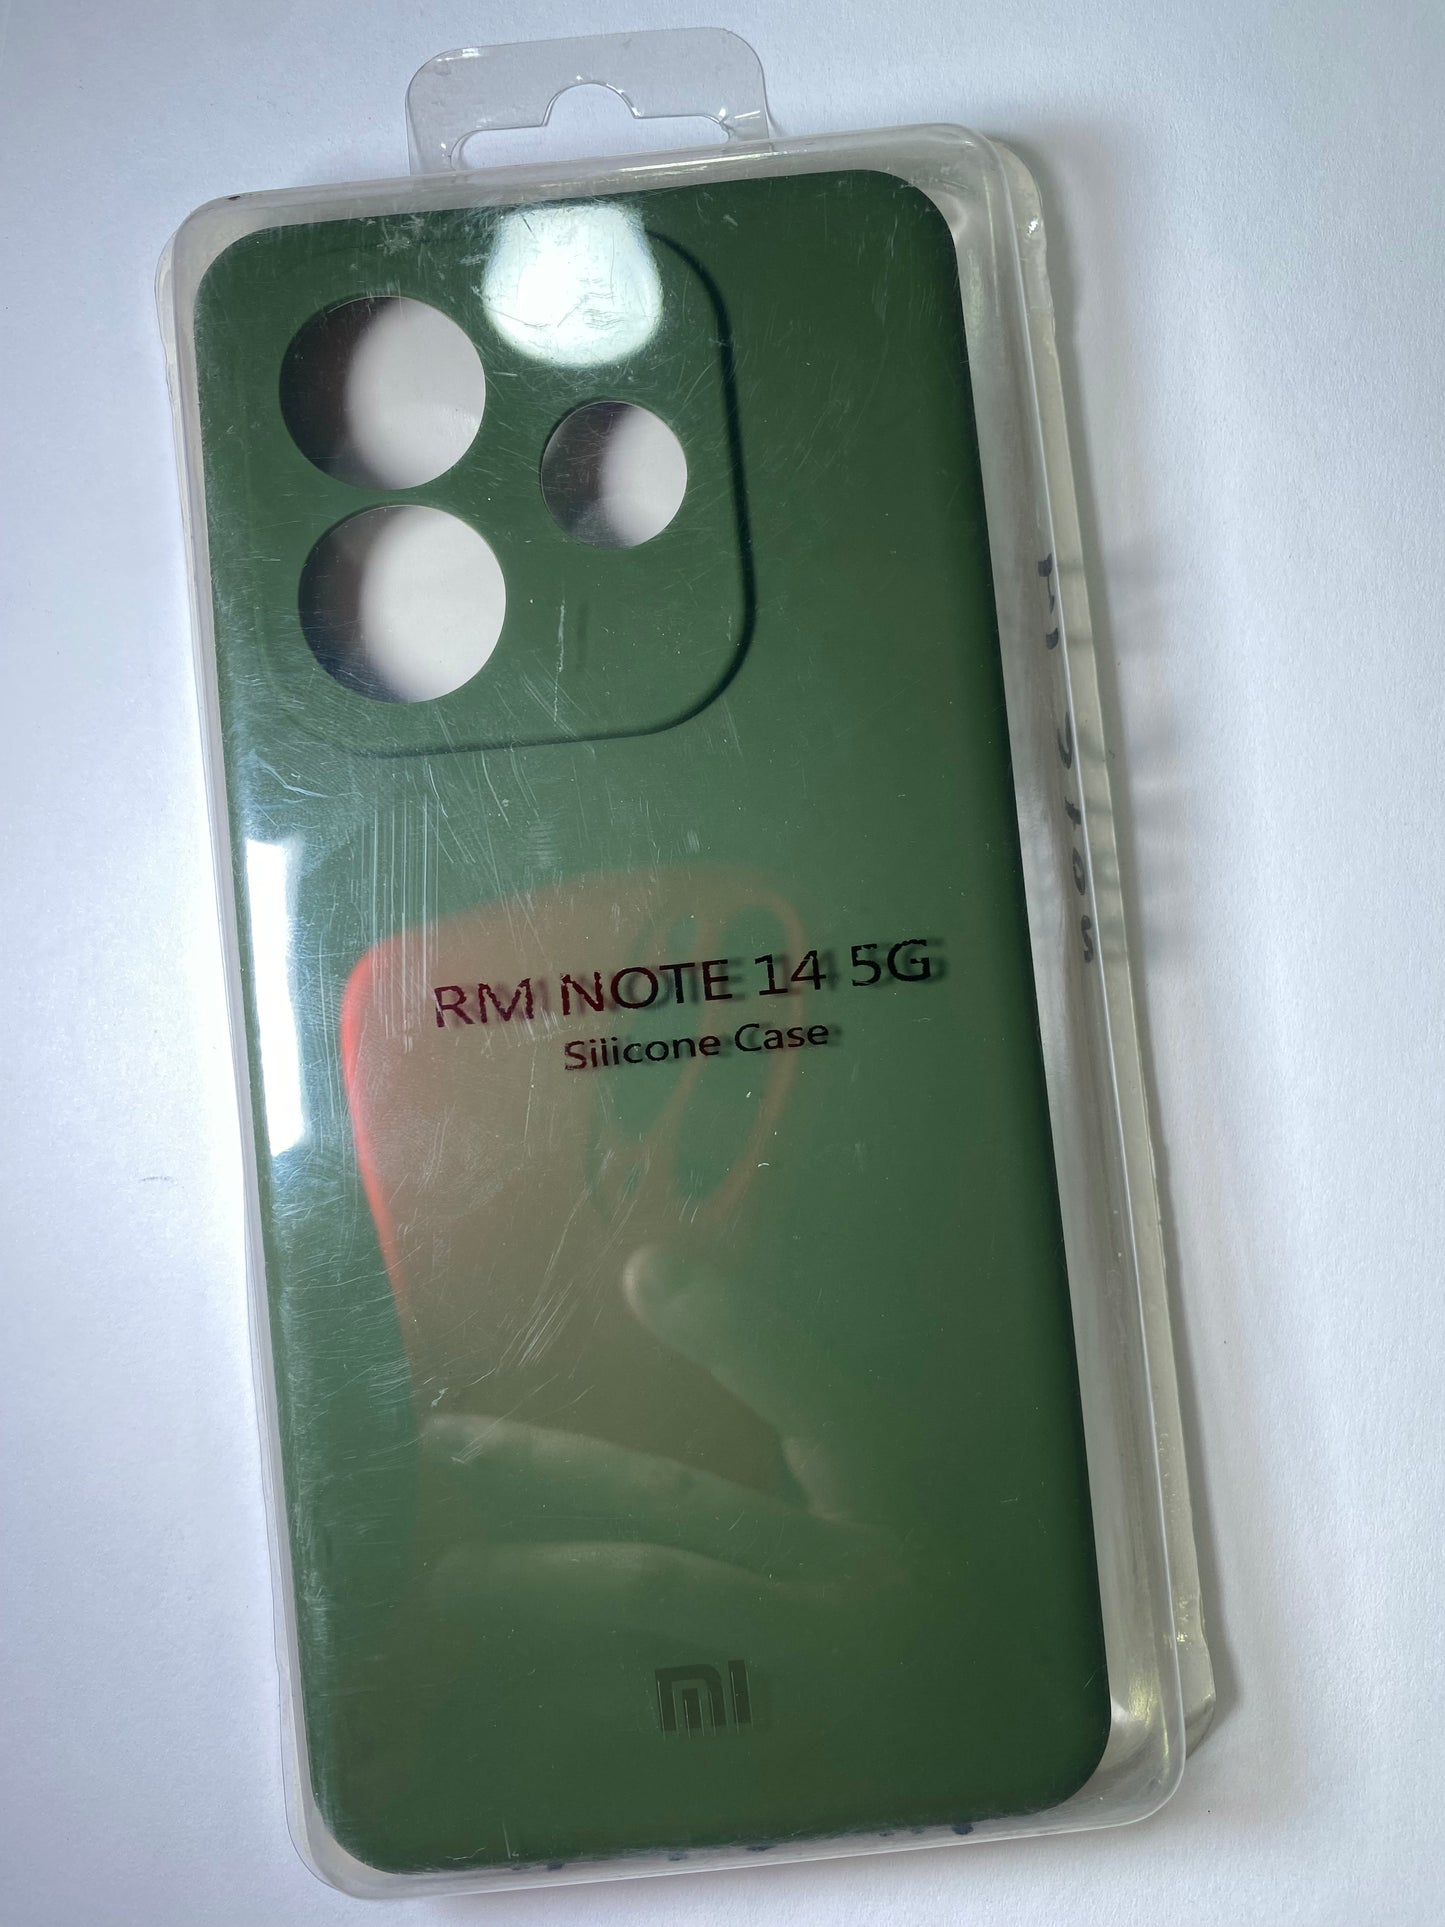 RM NOTE 14 5G
Silicone Case
mi